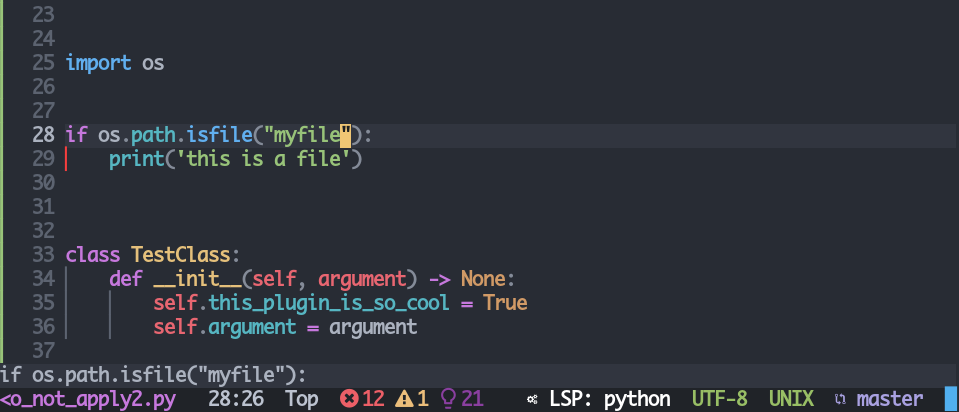 23
24
25 import os
26
27
28 if os.path.isfile("myfile"):
29     print('this is a file')
30
31
32
33 class TestClass:
34     def __init__(self, argument) -> None:
35         self.this_plugin_is_so_cool = True
36         self.argument = argument
37
if os.path.isfile("myfile"):
<o_not_apply2.py 28:26 Top 12 1 21 LSP: python UTF-8 UNIX master